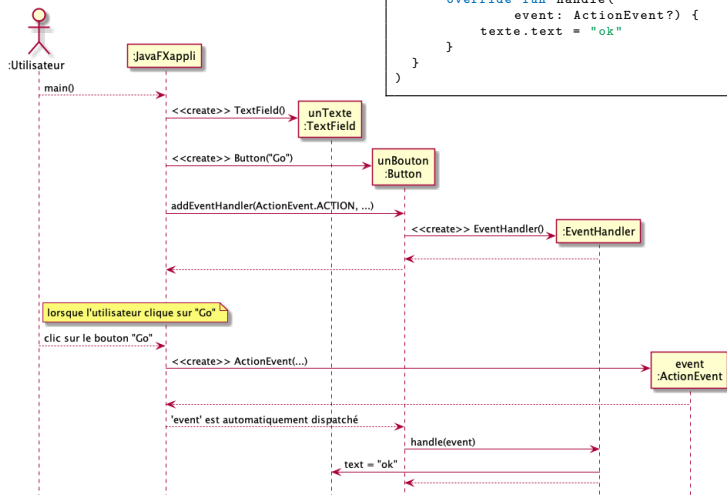 override fun handle(
event: ActionEvent?) {
texte.text = "ok"
}
}
)
:Utilisateur
:JavaFXappli
main()
<<create>> TextField()
unTexte
:TextField
<<create>> Button("Go")
unBouton
:Button
addEventHandler(ActionEvent.ACTION, ...)
<<create>> EventHandler()
:EventHandler
lorsque l'utilisateur clique sur "Go"
clic sur le bouton "Go"
<<create>> ActionEvent(...)
event
:ActionEvent
'event' est automatiquement dispatché
handle(event)
text = "ok"